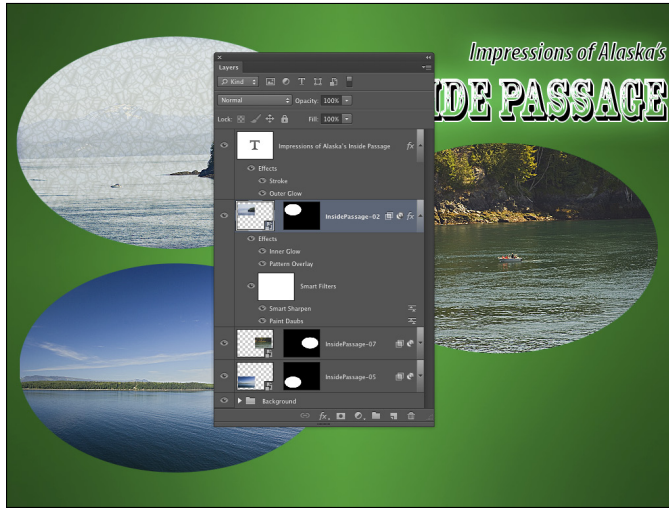 Impressions of Alaska's
IDE PASSAGE
Layers
Kind
Normal
Opacity: 100%
Lock:
Fill: 100%
T
Impressions of Alaska's Inside Passage
fx
Effects
Stroke
Outer Glow
InsidePassage-02
fx
Effects
Inner Glow
Pattern Overlay
Smart Filters
Smart Sharpen
Paint Daubs
InsidePassage-07
InsidePassage-05
Background
fx